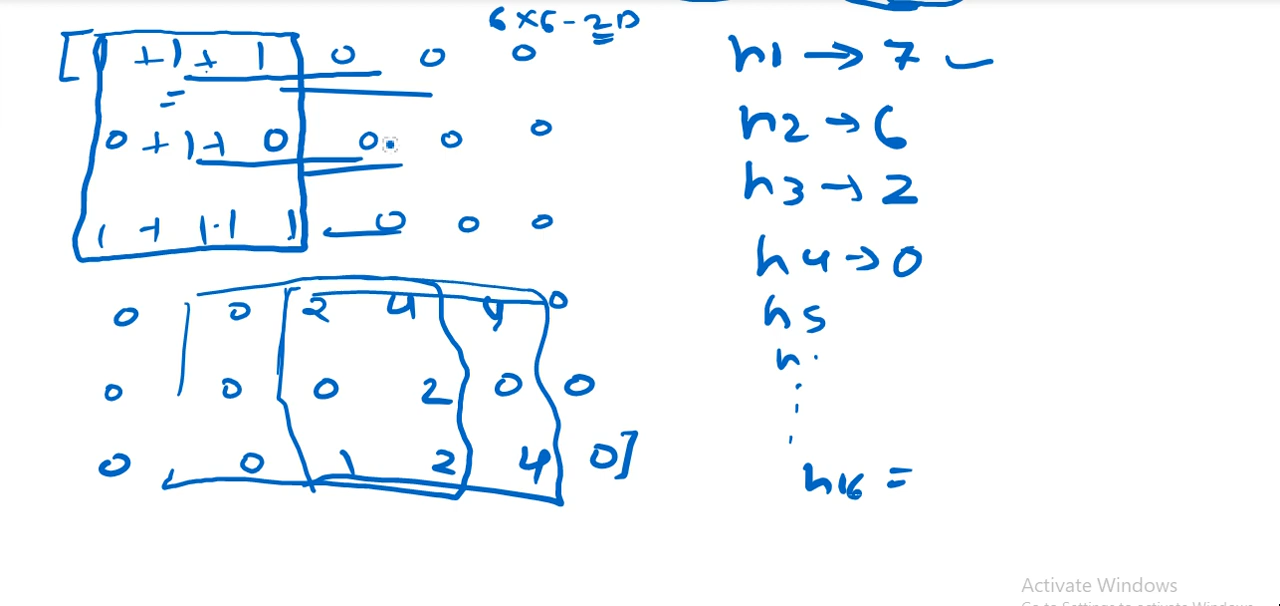 6 x 6 - 2D
[ 1 + 1 + 1 0 0 0
0 + 1 + 0 0 0 0
1 + 1 . 1 1 0 0 0
0 0 2 4 4 0
0 0 0 2 0 0
0 0 1 2 4 0]
h1 → 7
h2 → 6
h3 → 2
h4 → 0
h5
h .
h16 =
Activate Windows